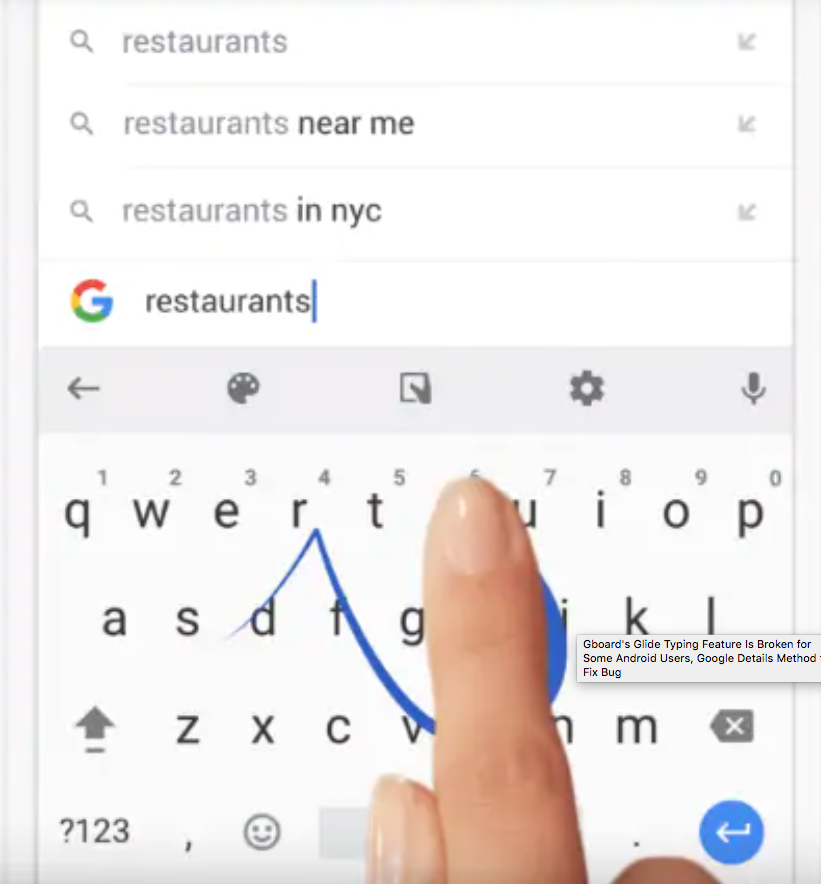 restaurants
restaurants near me
restaurants in nyc
G restaurants
1 2 3 4 5 6 7 8 9 0
q w e r t u i o p
a s d f g j k l
z x c v n m
?123 , .
Gboard's Glide Typing Feature Is Broken for
Some Android Users, Google Details Method
Fix Bug